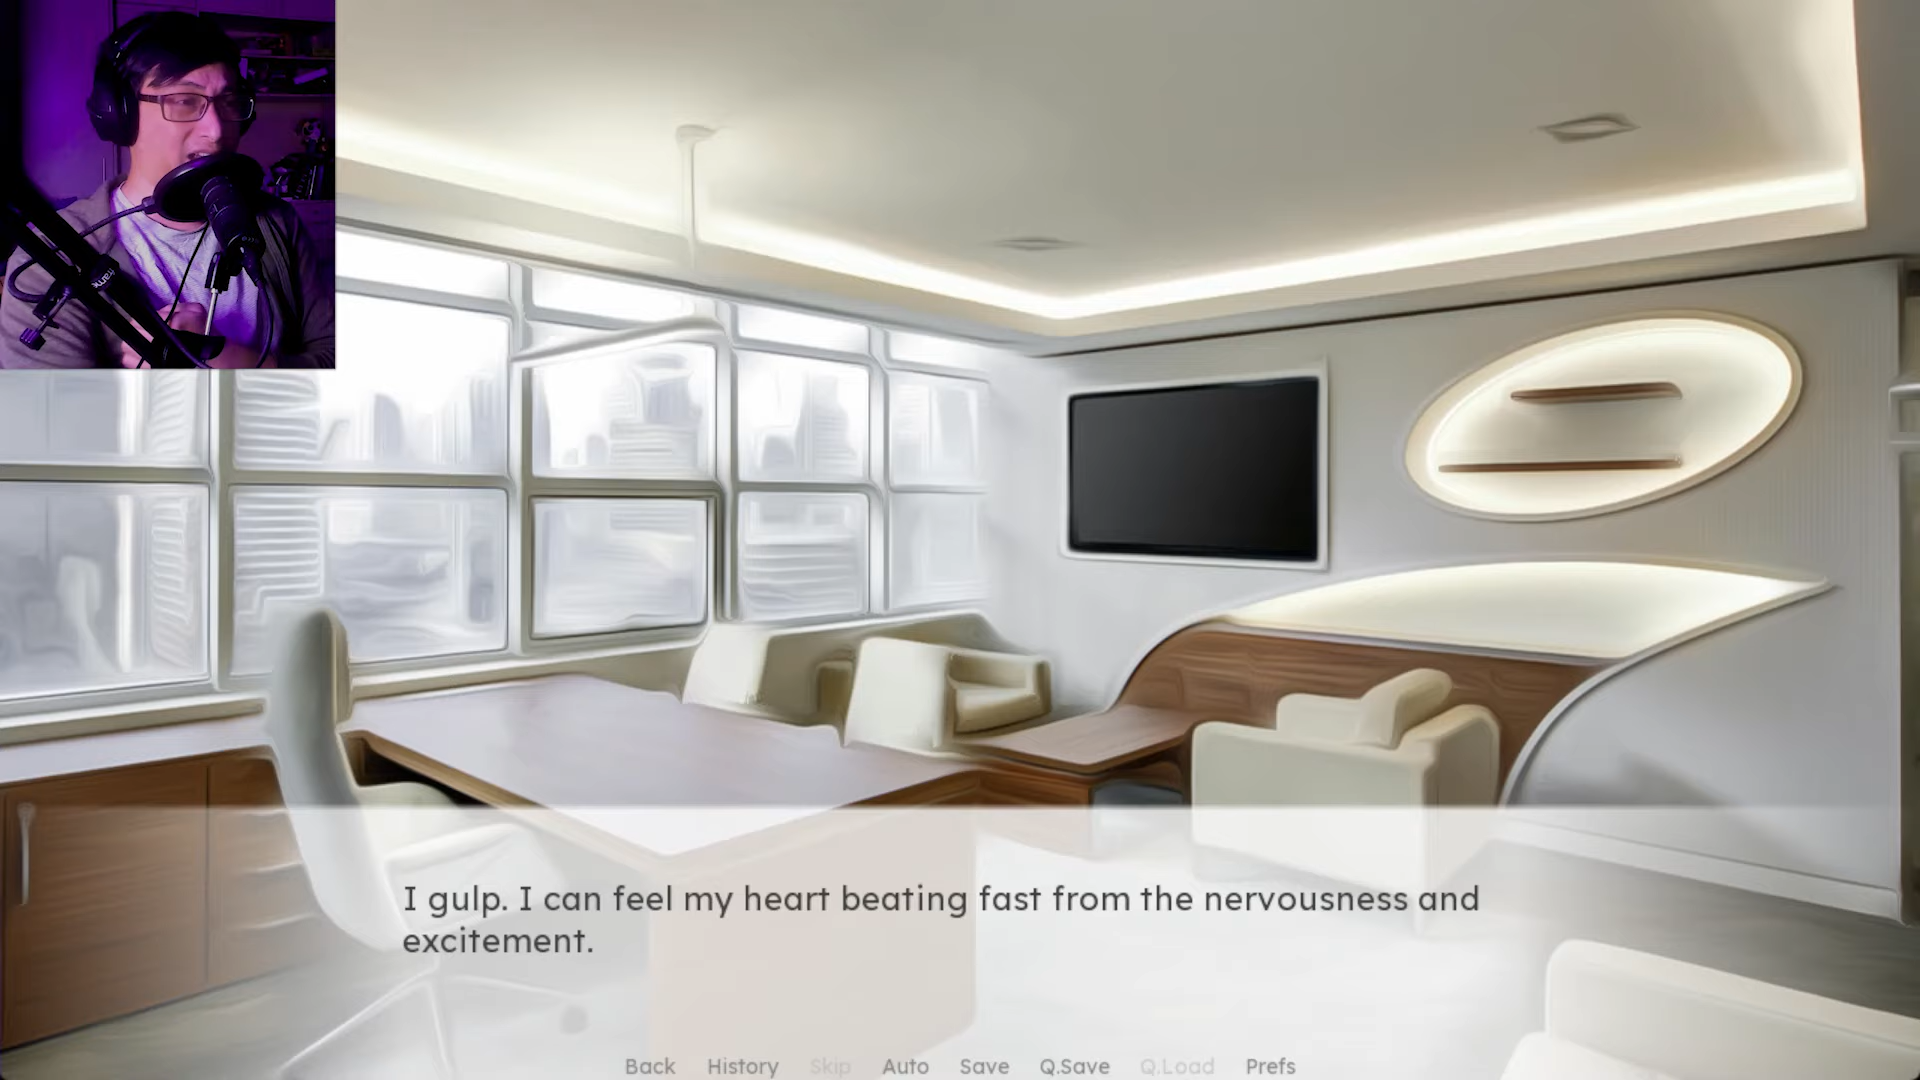 I gulp. I can feel my heart beating fast from the nervousness and
excitement.
Back History Skip Auto Save Q.Save Q.Load Prefs